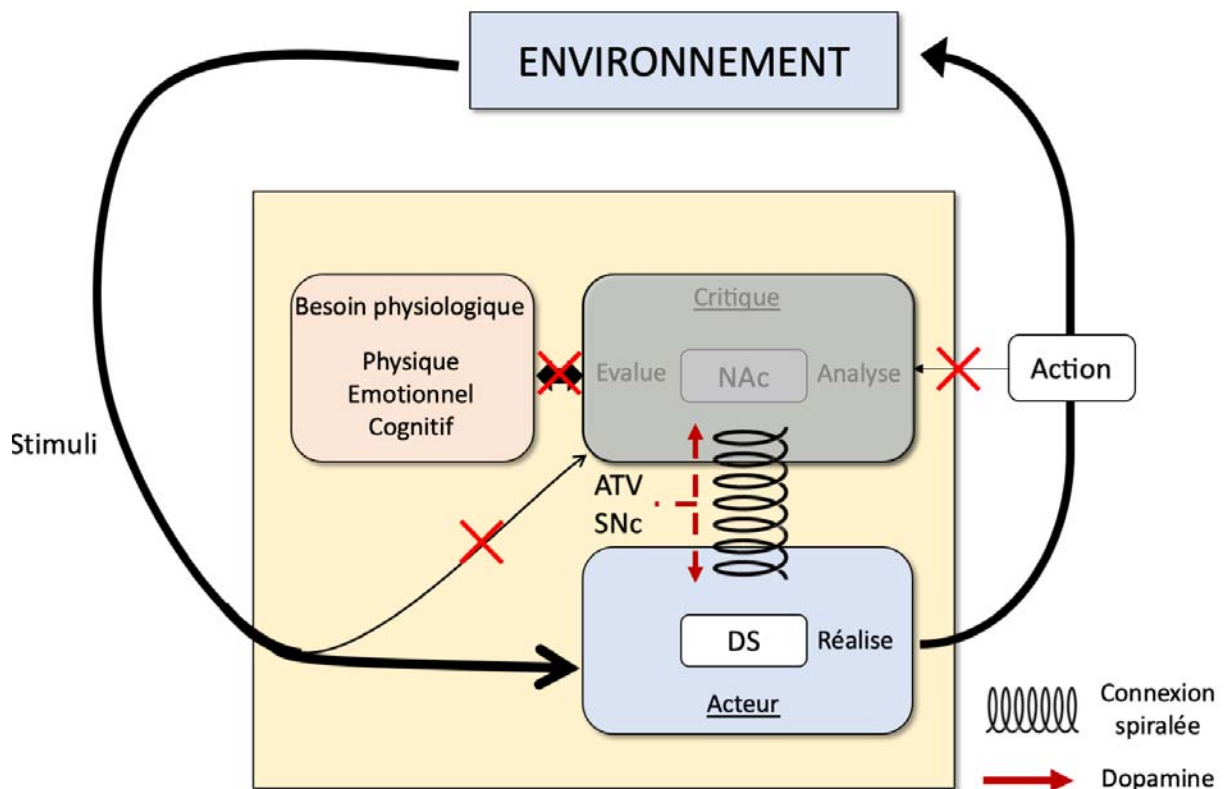 ENVIRONNEMENT
Besoin physiologique
Physique
Emotionnel
Cognitif
Critique
Evalue
NAc
Analyse
Action
Stimuli
ATV
SNc
DS
Réalise
Acteur
Connexion
spiralée
Dopamine